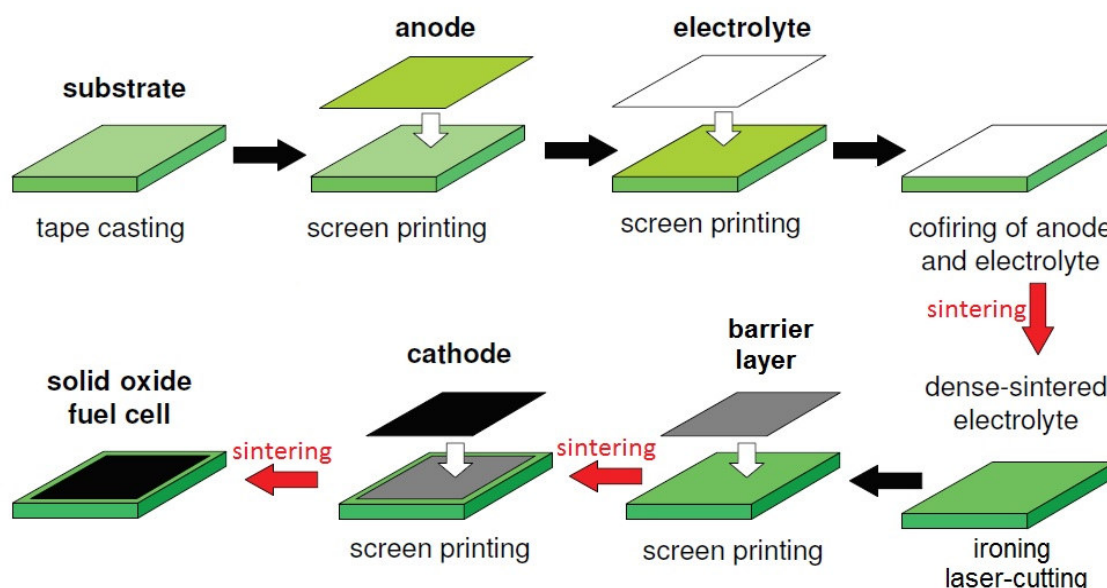 anode
electrolyte
substrate
tape casting
screen printing
screen printing
cofiring of anode
and electrolyte
sintering
dense-sintered
electrolyte
ironing
laser-cutting
barrier
layer
screen printing
sintering
cathode
screen printing
sintering
solid oxide
fuel cell